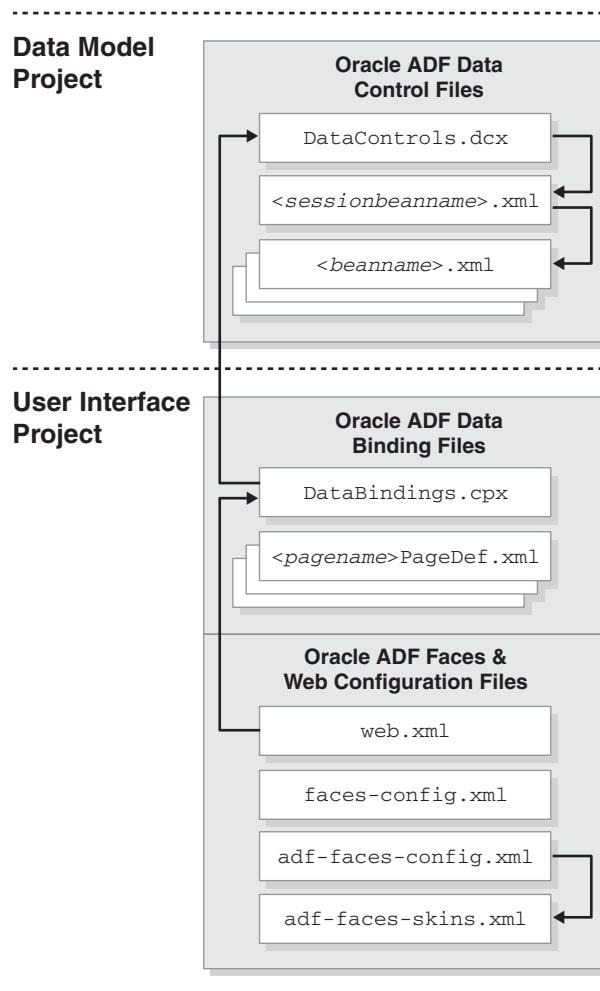 Data Model
Project
Oracle ADF Data
Control Files
DataControls.dcx
<sessionbeanname>.xml
<beanname>.xml
User Interface
Project
Oracle ADF Data
Binding Files
DataBindings.cpx
<pagename>PageDef.xml
Oracle ADF Faces &
Web Configuration Files
web.xml
faces-config.xml
adf-faces-config.xml
adf-faces-skins.xml